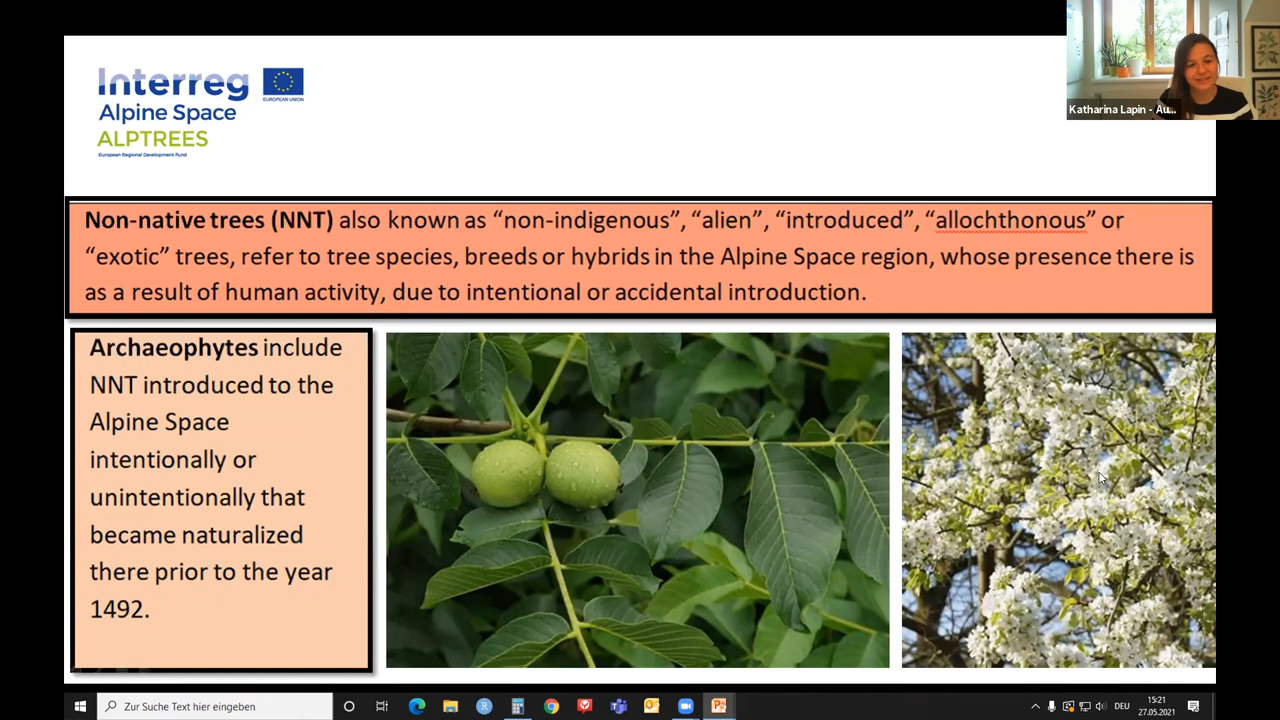 Interreg
EUROPEAN UNION
Alpine Space
ALPTREES
European Regional Development Fund
Katharina Lapin - Au...
Non-native trees (NNT) also known as “non-indigenous”, “alien”, “introduced”, “allochthonous” or
“exotic” trees, refer to tree species, breeds or hybrids in the Alpine Space region, whose presence there is
as a result of human activity, due to intentional or accidental introduction.
Archaeophytes include
NNT introduced to the
Alpine Space
intentionally or
unintentionally that
became naturalized
there prior to the year
1492.
Zur Suche Text hier eingeben
DEU
15:21
27.05.2021